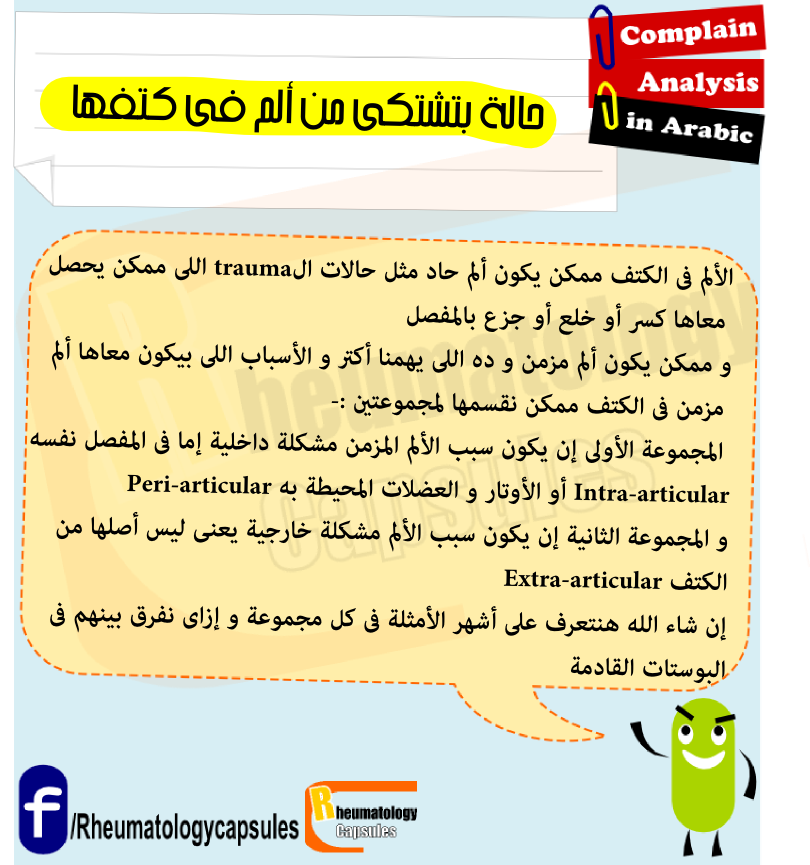 Complain
Analysis
in Arabic
حالة بتشتكى من ألم فى كتفها
الألم فى الكتف ممكن يكون ألم حاد مثل حالات الtrauma اللى ممكن يحصل
معاها كسر أو خلع أو جزع بالمفصل
و ممكن يكون ألم مزمن و ده اللى يهمنا أكتر و الأسباب اللى بيكون معاها ألم
مزمن فى الكتف ممكن نقسمها لمجموعتين :-
المجموعة الأولى إن يكون سبب الألم المزمن مشكلة داخلية إما فى المفصل نفسه
Intra-articular أو الأوتار و العضلات المحيطة به Peri-articular
و المجموعة الثانية إن يكون سبب الألم مشكلة خارجية يعنى ليس أصلها من
الكتف Extra-articular
إن شاء الله هنتعرف على أشهر الأمثلة فى كل مجموعة و إزاى نفرق بينهم فى
البوستات القادمة
Rheumatology
Capsules
f/Rheumatologycapsules
Rheumatology
Capsules